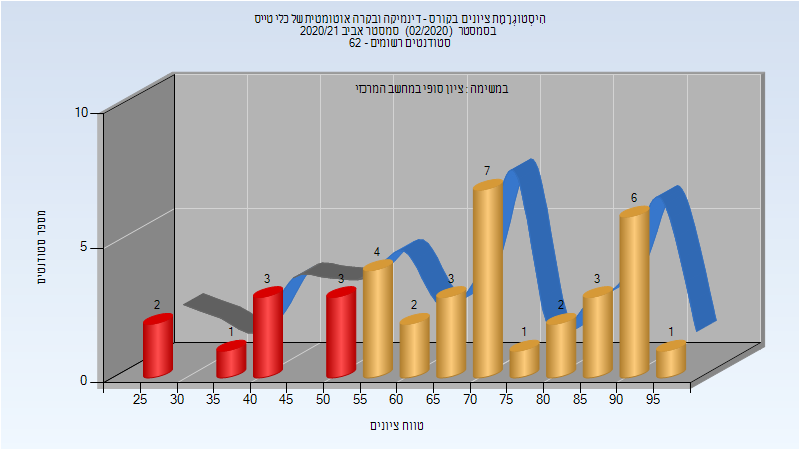 היסטוגרמת ציונים בקורס - דינמיקה ובקרה אוטומטית של כלי טייס
בסמסטר (02/2020) סמסטר אביב 2020/21
סטודנטים רשומים - 62
במשימה : ציון סופי במחשב המרכזי
מספר סטודנטים
10
5
0
2
1
3
3
4
2
3
7
1
2
3
6
1
25 30 35 40 45 50 55 60 65 70 75 80 85 90 95
טווח ציונים